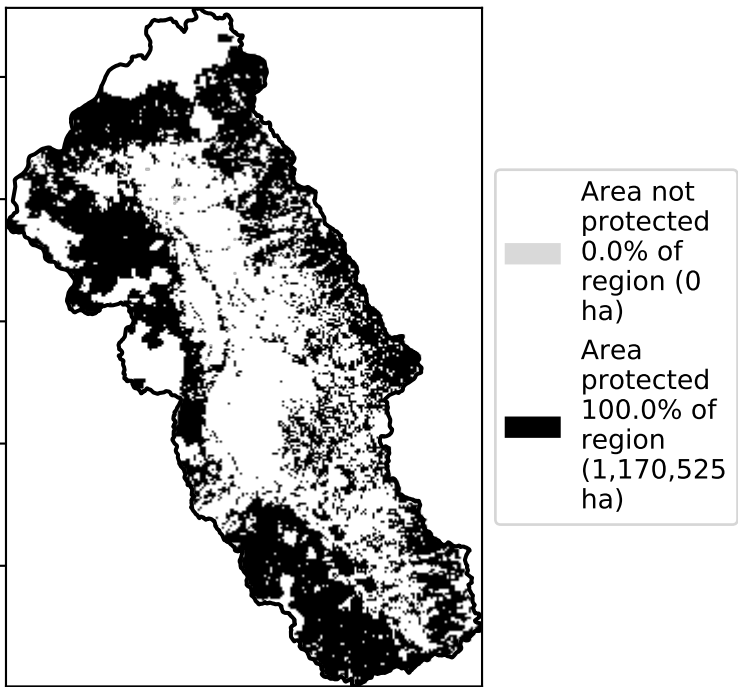 Area not
protected
0.0% of
region (0
ha)
Area
protected
100.0% of
region
(1,170,525
ha)